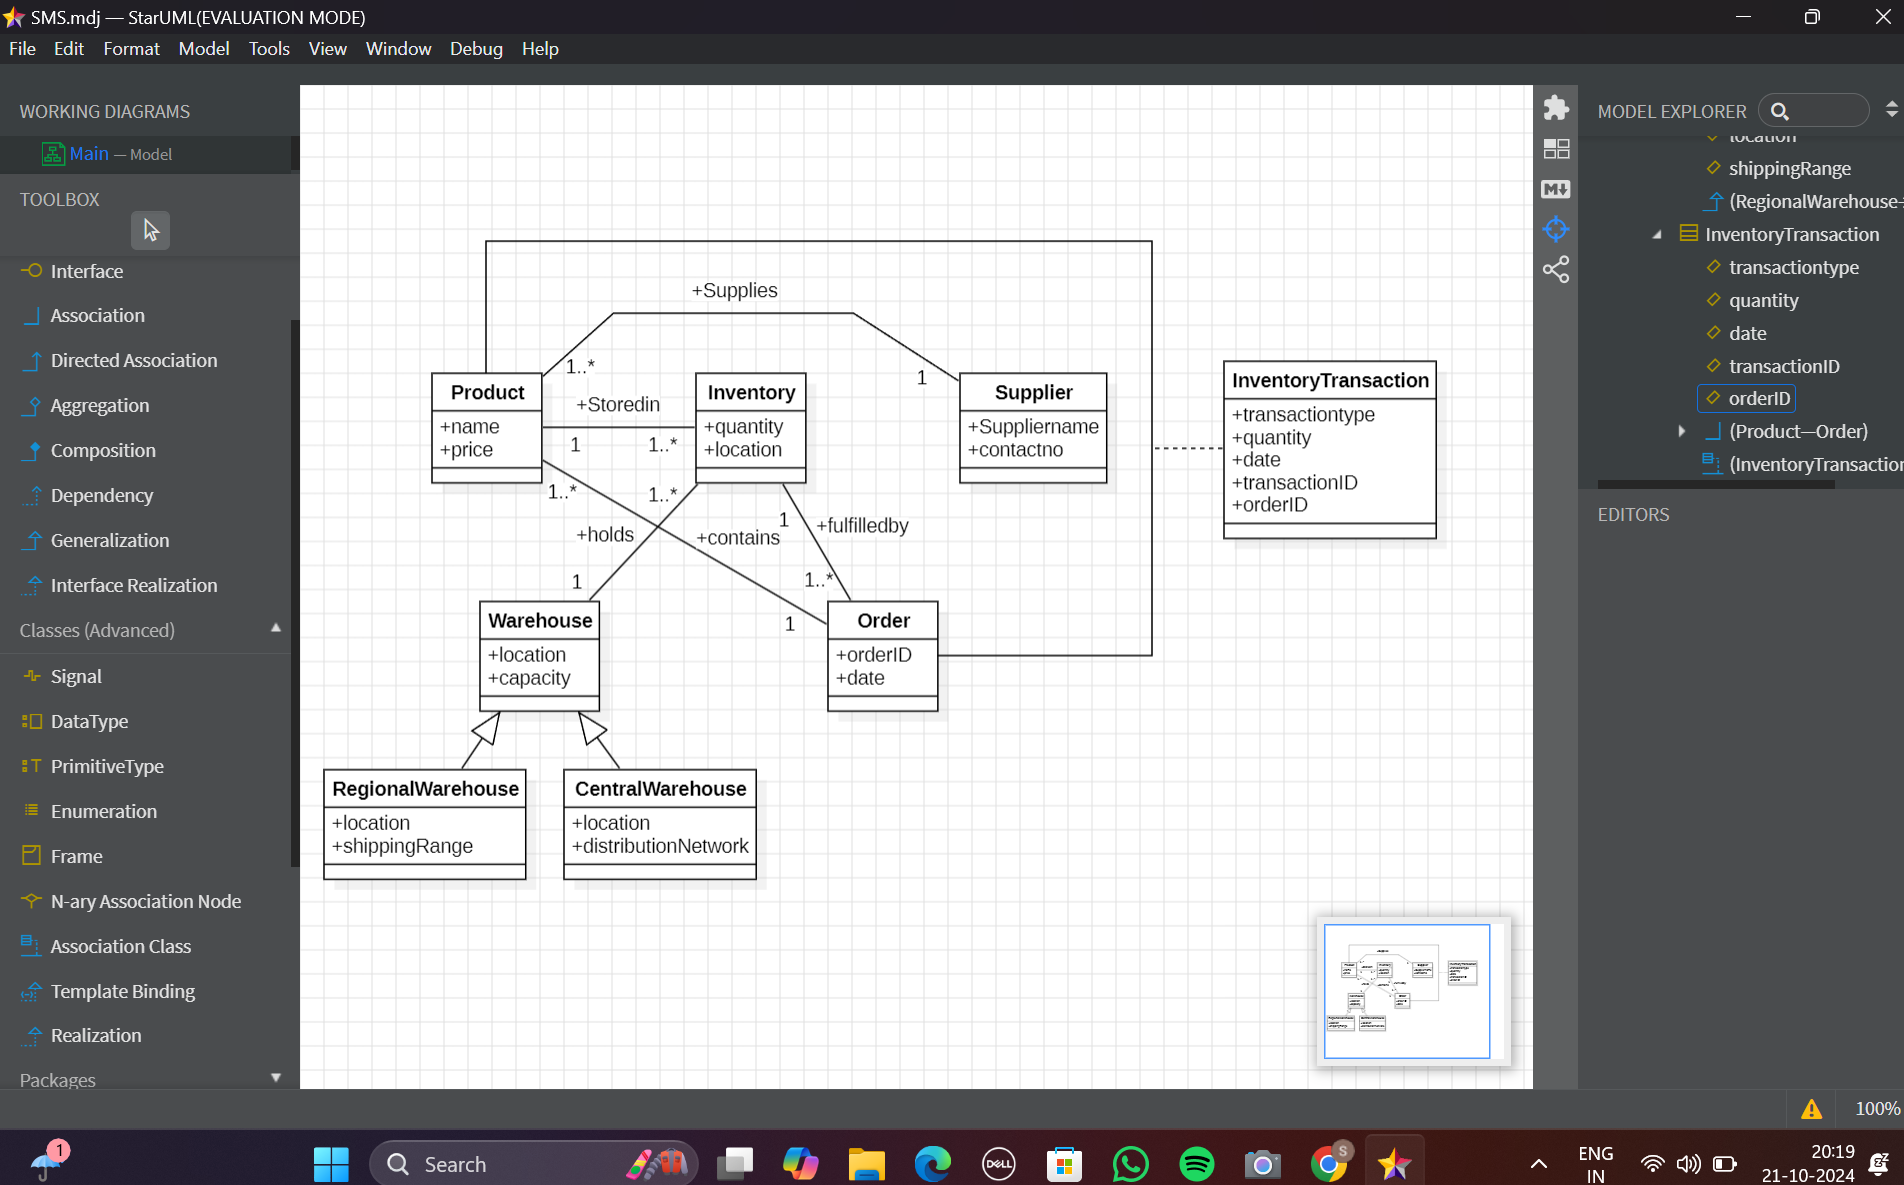 SMS.mdj — StarUML(EVALUATION MODE)
File Edit Format Model Tools View Window Debug Help
WORKING DIAGRAMS
Main — Model
TOOLBOX
Interface
Association
Directed Association
Aggregation
Composition
Dependency
Generalization
Interface Realization
Classes (Advanced)
Signal
DataType
PrimitiveType
Enumeration
Frame
N-ary Association Node
Association Class
Template Binding
Realization
Packages
+Supplies
1..*
1
Product
+name
+price
+Storedin
1
1..*
Inventory
+quantity
+location
Supplier
+Suppliername
+contactno
InventoryTransaction
+transactiontype
+quantity
+date
+transactionID
+orderID
1..*
1..*
+holds
+contains
1
+fulfilledby
1
1..*
1
Warehouse
+location
+capacity
Order
+orderID
+date
RegionalWarehouse
+location
+shippingRange
CentralWarehouse
+location
+distributionNetwork
M
MODEL EXPLORER
location
shippingRange
(RegionalWarehouse
InventoryTransaction
transactiontype
quantity
date
transactionID
orderID
(Product—Order)
(InventoryTransaction
EDITORS
100%
1
Search
DELL
S
ENG
IN
20:19
21-10-2024